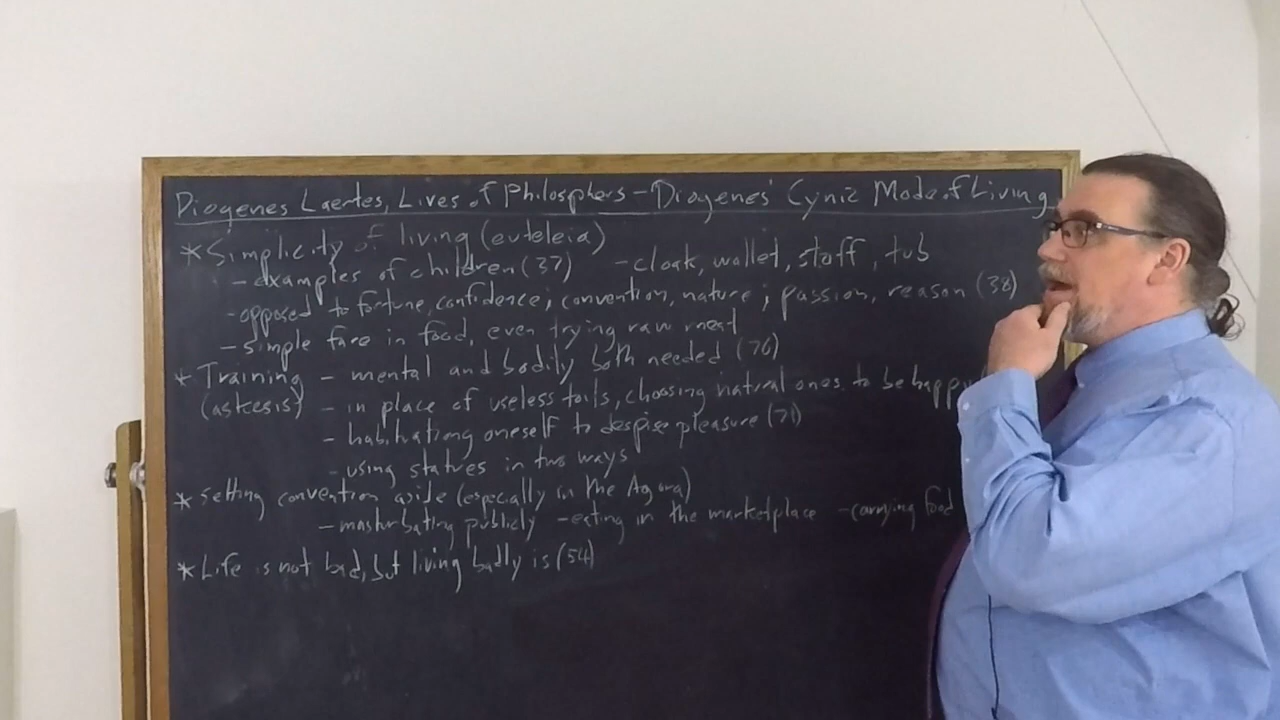 Diogenes Laertes, Lives of Philosphers - Diogenes' Cynic Mode of Living
* Simplicity of living (euteleia)
- examples of children (37) - cloak, wallet, staff, tub
- opposed to fortune, confidence; convention, nature; passion, reason (38)
- simple fare in food, even trying raw meat
* Training - mental and bodily both needed (70)
(askesis) - in place of useless toils, choosing natural ones to be happy
- habituationg oneself to despise pleasure (71)
- using statues in two ways
* Setting convention aside (especially in the Agora)
- masturbating publicly - eating in the marketplace - carrying food
* Life is not bad, but living badly is (54)